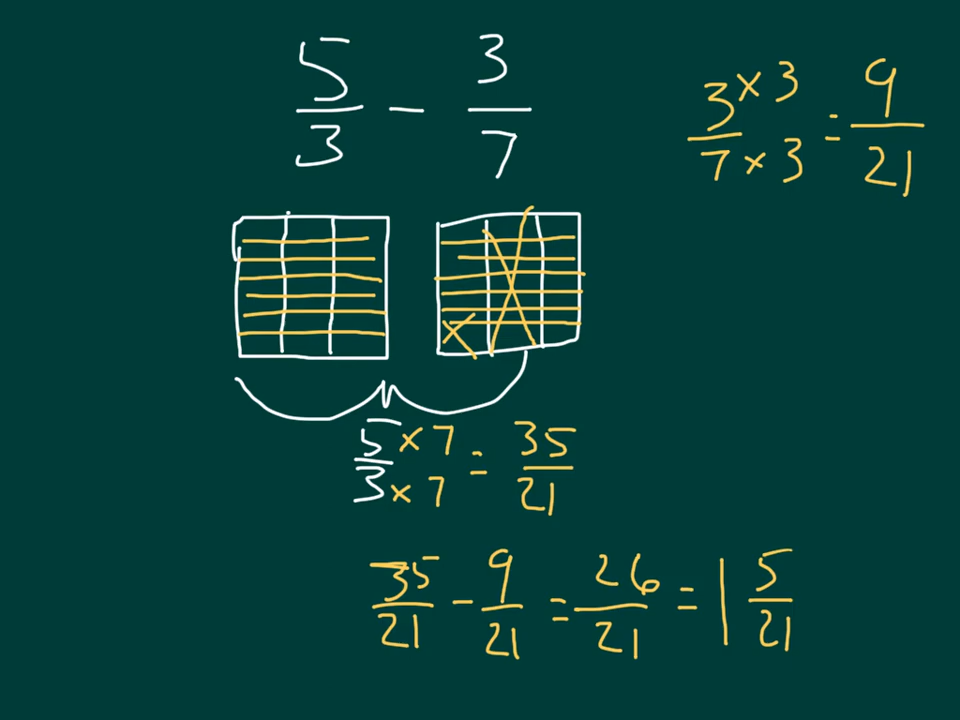 5/3 - 3/7
3/7 × 3/× 3 = 9/21
5/3 × 7/× 7 = 35/21
35/21 - 9/21 = 26/21 = 1 5/21